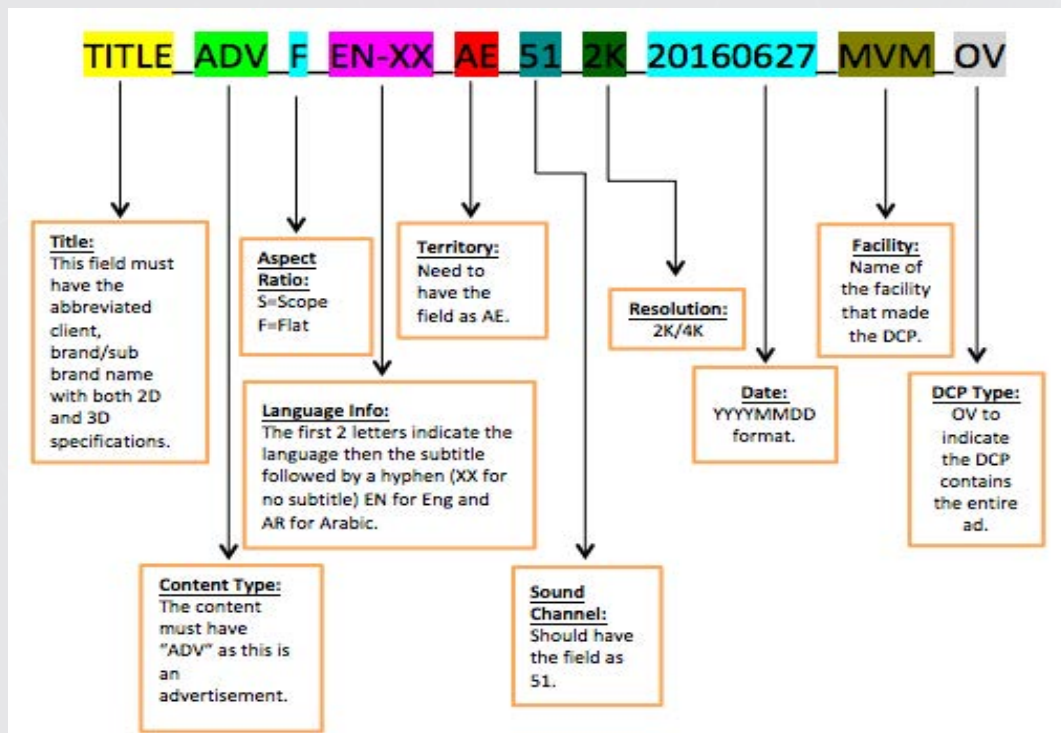 TITLE_ADV_F_EN-XX_AE_51_2K_20160627_MVM_OV
Title:
This field must
have the
abbreviated
client,
brand/sub
brand name
with both 2D
and 3D
specifications.
Aspect
Ratio:
S=Scope
F=Flat
Territory:
Need to
have the
field as AE.
Resolution:
2K/4K
Facility:
Name of
the facility
that made
the DCP.
Language Info:
The first 2 letters indicate the
language then the subtitle
followed by a hyphen (XX for
no subtitle) EN for Eng and
AR for Arabic.
Date:
YYYYMMDD
format.
DCP Type:
OV to
indicate
the DCP
contains
the entire
ad.
Content Type:
The content
must have
"ADV" as this is
an
advertisement.
Sound
Channel:
Should have
the field as
51.